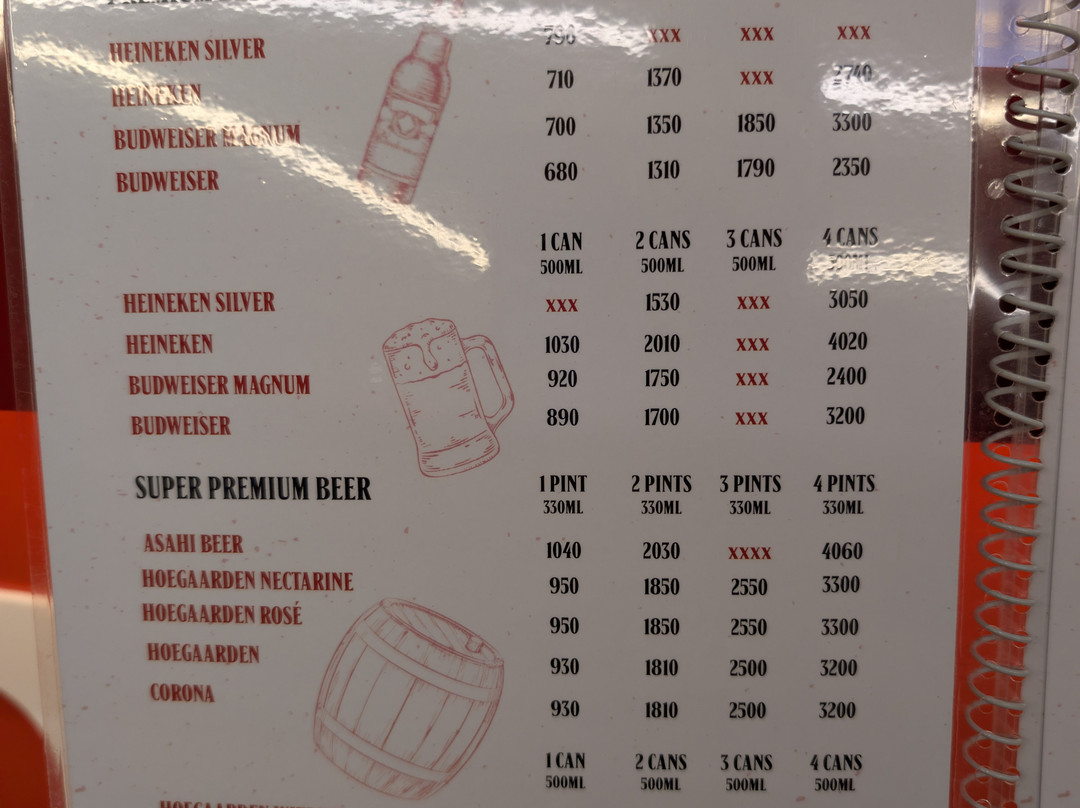 HEINEKEN SILVER 790 XXX XXX XXX
HEINEKEN 710 1370 XXX 2740
BUDWEISER MAGNUM 700 1350 1850 3300
BUDWEISER 680 1310 1790 2350
1 CAN 2 CANS 3 CANS 4 CANS
500ML 500ML 500ML 500ML
HEINEKEN SILVER XXX 1530 XXX 3050
HEINEKEN 1030 2010 XXX 4020
BUDWEISER MAGNUM 920 1750 XXX 2400
BUDWEISER 890 1700 XXX 3200
SUPER PREMIUM BEER 1 PINT 2 PINTS 3 PINTS 4 PINTS
330ML 330ML 330ML 330ML
ASAHI BEER 1040 2030 XXXX 4060
HOEGAARDEN NECTARINE 950 1850 2550 3300
HOEGAARDEN ROSÉ 950 1850 2550 3300
HOEGAARDEN 930 1810 2500 3200
CORONA 930 1810 2500 3200
1 CAN 2 CANS 3 CANS 4 CANS
500ML 500ML 500ML 500ML